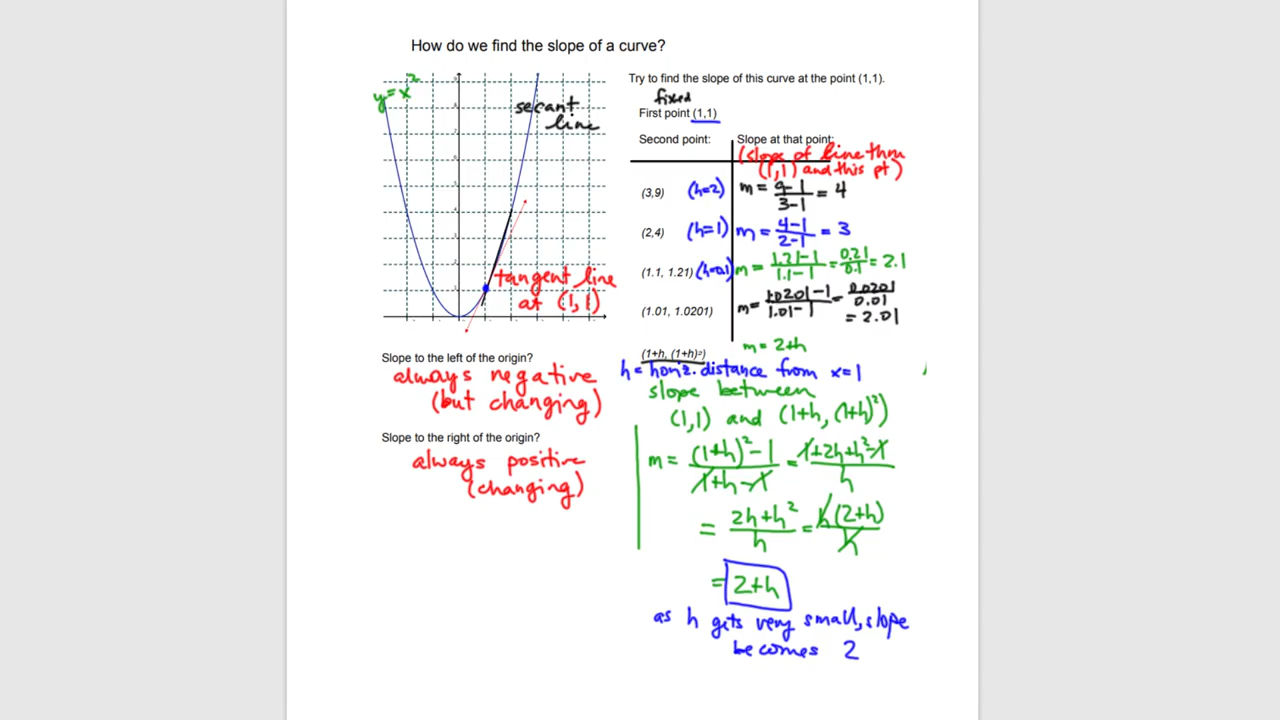 How do we find the slope of a curve?
y=x²
secant
line
tangent line
at (1,1)
Slope to the left of the origin?
always negative
(but changing)
Slope to the right of the origin?
always positive
(changing)
Try to find the slope of this curve at the point (1,1).
fixed
First point (1,1)
Second point: Slope at that point:
(slope of line thru
(1,1) and this pt)
(3,9) (h=2) m = 9-1/3-1 = 4
(2,4) (h=1) m = 4-1/2-1 = 3
(1.1, 1.21) (h=0.1) m = 1.21-1/1.1-1 = 0.21/0.1 = 2.1
(1.01, 1.0201) m = 1.0201-1/1.01-1 = 0.0201/0.01
= 2.01
m = 2+h
(1+h, (1+h)²)
h = horiz. distance from x=1
slope between
(1,1) and (1+h, (1+h)²)
m = (1+h)²-1/1+h-1 = 1+2h+h²-1/h
= 2h+h²/h = h(2+h)/h
= 2+h
as h gets very small, slope
becomes 2